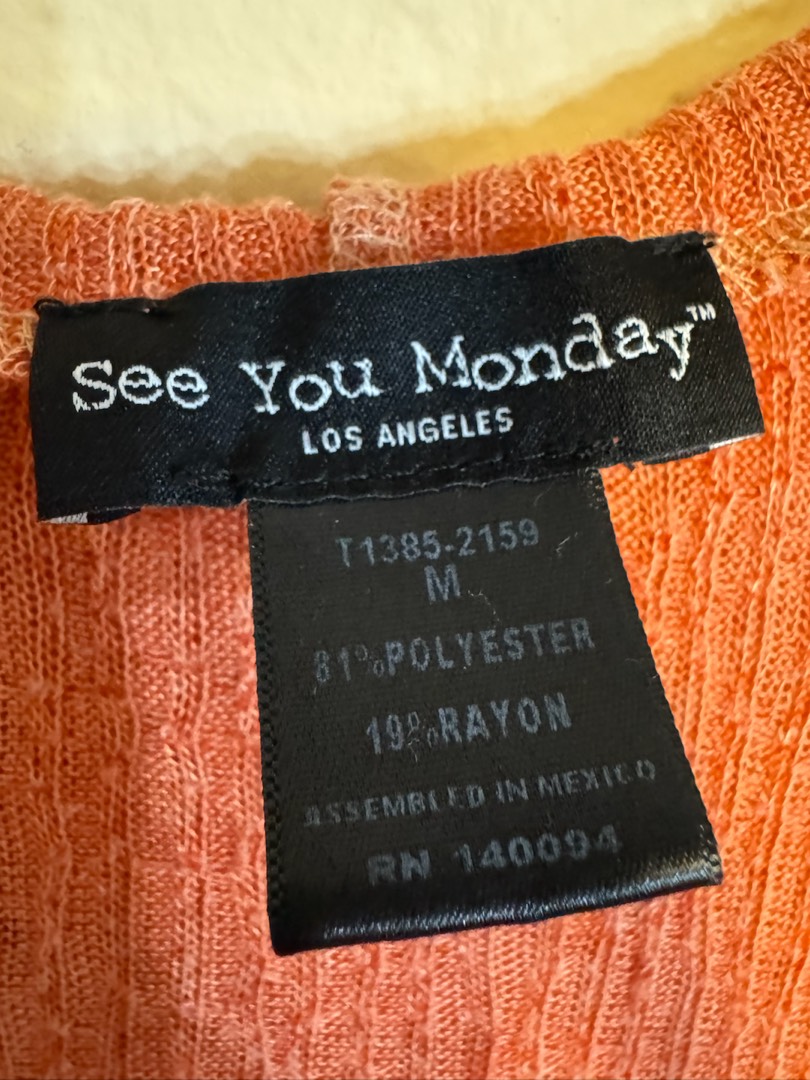 See You Monday™
LOS ANGELES
T1385-2159
M
81%POLYESTER
19%RAYON
ASSEMBLED IN MEXICO
RN 140094